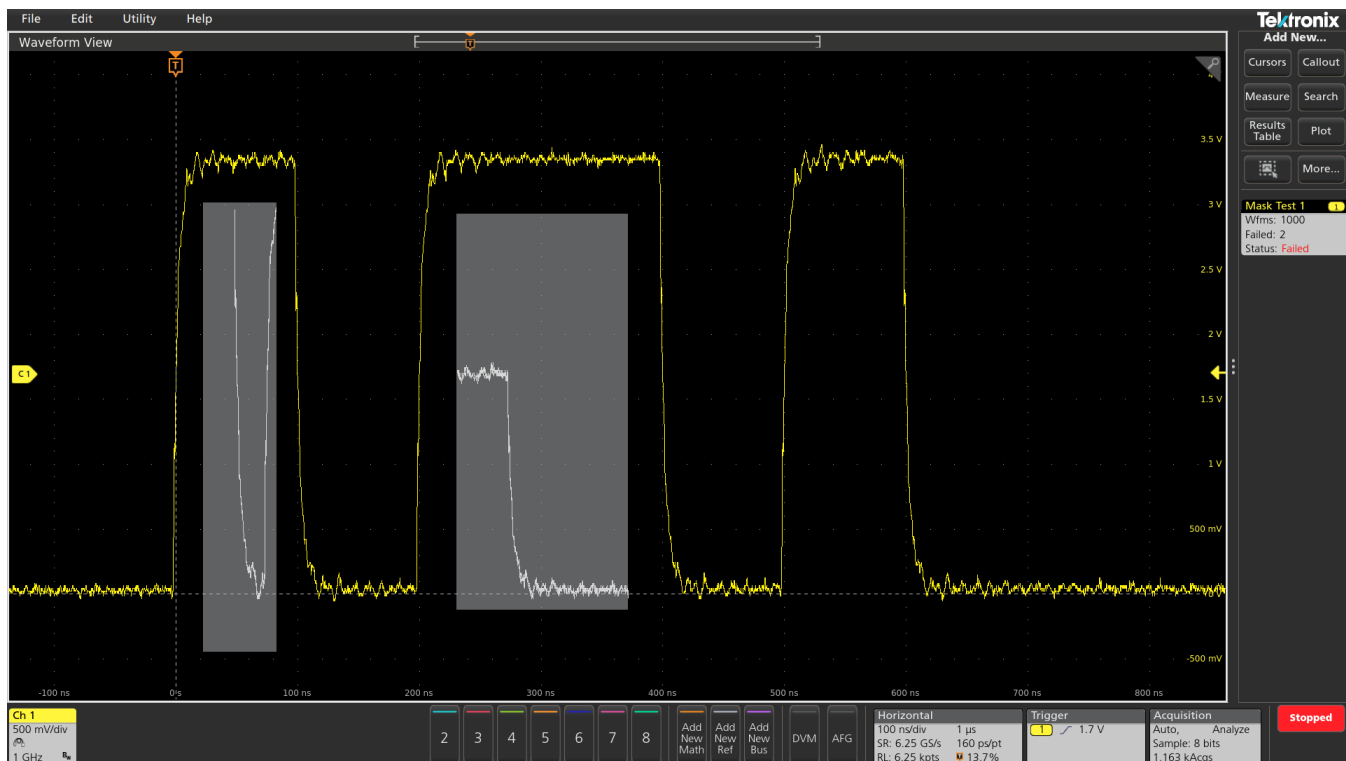 File Edit Utility Help
Tektronix
Waveform View
Add New...
T
T
Cursors Callout
Measure Search
Results Table Plot
More...
3.5 V
3 V
2.5 V
2 V
1.5 V
1 V
500 mV
-500 mV
C 1
Mask Test 1 1
Wfms: 1000
Failed: 2
Status: Failed
-100 ns 0s 100 ns 200 ns 300 ns 400 ns 500 ns 600 ns 700 ns 800 ns
Ch 1
500 mV/div
1 GHz
2 3 4 5 6 7 8
Add New Math
Add New Ref
Add New Bus
DVM
AFG
Horizontal
100 ns/div 1 µs
SR: 6.25 GS/s 160 ps/pt
RL: 6.25 kpts 13.7%
Trigger
1 1.7 V
Acquisition
Auto, Analyze
Sample: 8 bits
1.163 kAcqs
Stopped